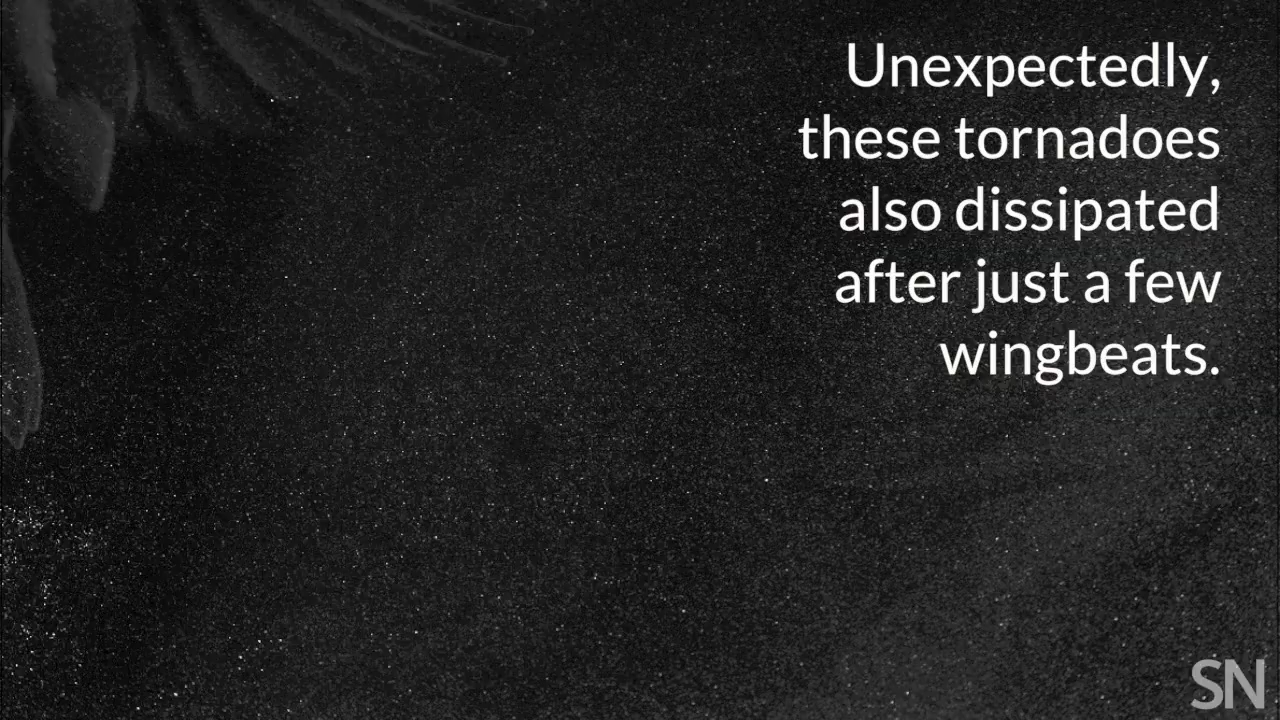 Unexpectedly,
these tornadoes
also dissipated
after just a few
wingbeats.
SN